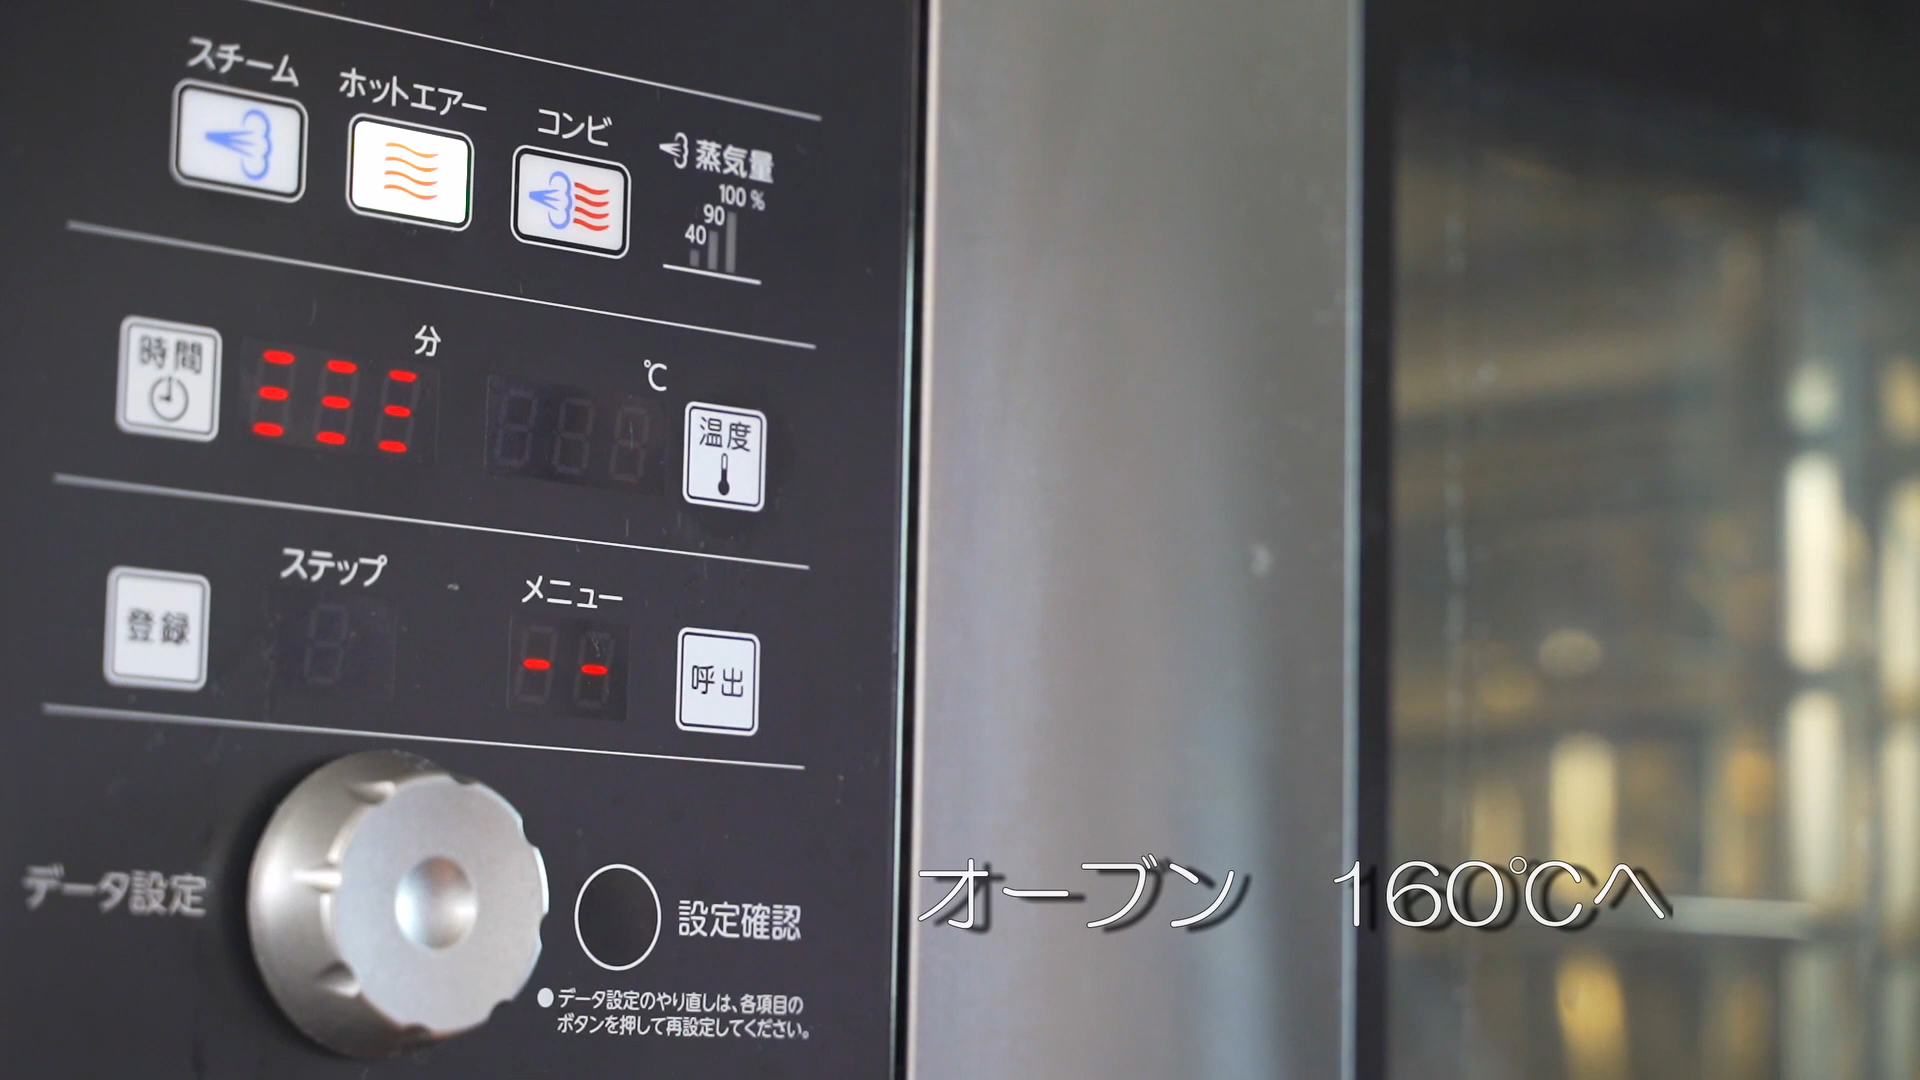 スチーム
ホットエアー
コンビ
蒸気量
100 %
90
40
時間
分
℃
温度
登録
ステップ
メニュー
-- 
呼出
データ設定
設定確認
●データ設定のやり直しは、各項目の
ボタンを押して再設定してください。
オーブン　160℃へ